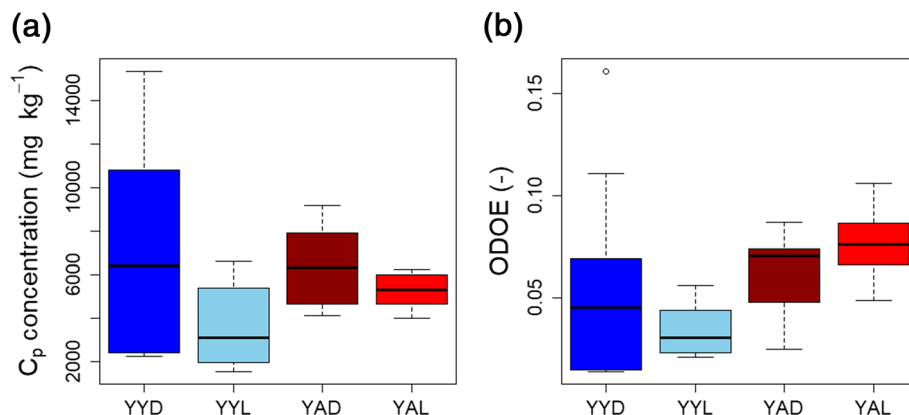 (a)
Cp concentration (mg kg−1)
14000
10000
6000
2000
YYD YYL YAD YAL
(b)
ODOE (-)
0.15
0.10
0.05
YYD YYL YAD YAL